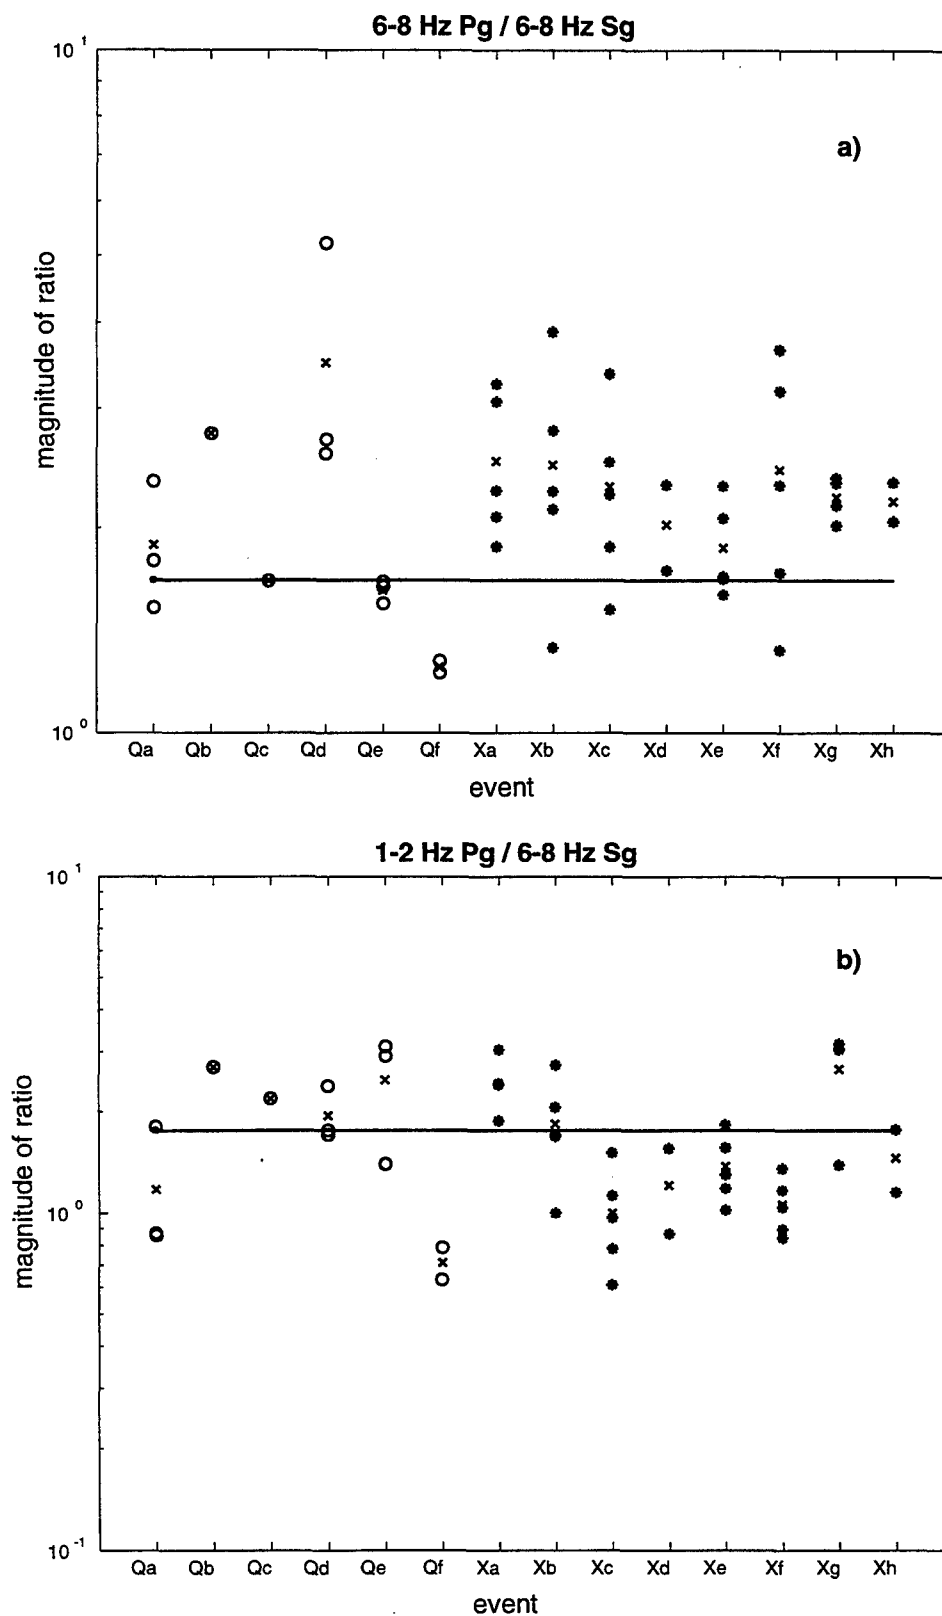 6-8 Hz Pg / 6-8 Hz Sg
10 1
a)
magnitude of ratio
10 0
Qa Qb Qc Qd Qe Qf Xa Xb Xc Xd Xe Xf Xg Xh
event
1-2 Hz Pg / 6-8 Hz Sg
10 1
b)
magnitude of ratio
10 0
10 -1
Qa Qb Qc Qd Qe Qf Xa Xb Xc Xd Xe Xf Xg Xh
event